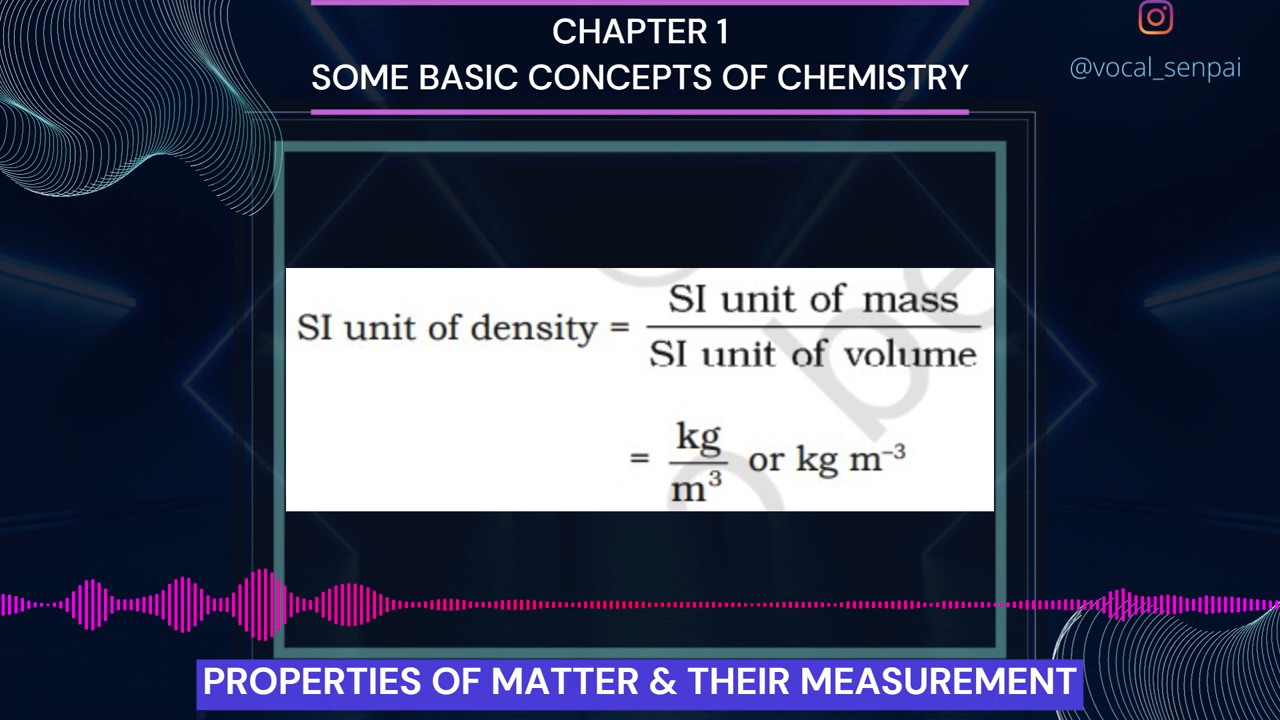 CHAPTER 1
SOME BASIC CONCEPTS OF CHEMISTRY
@vocal_senpai
SI unit of density = SI unit of mass / SI unit of volume
= kg / m³ or kg m⁻³
PROPERTIES OF MATTER & THEIR MEASUREMENT